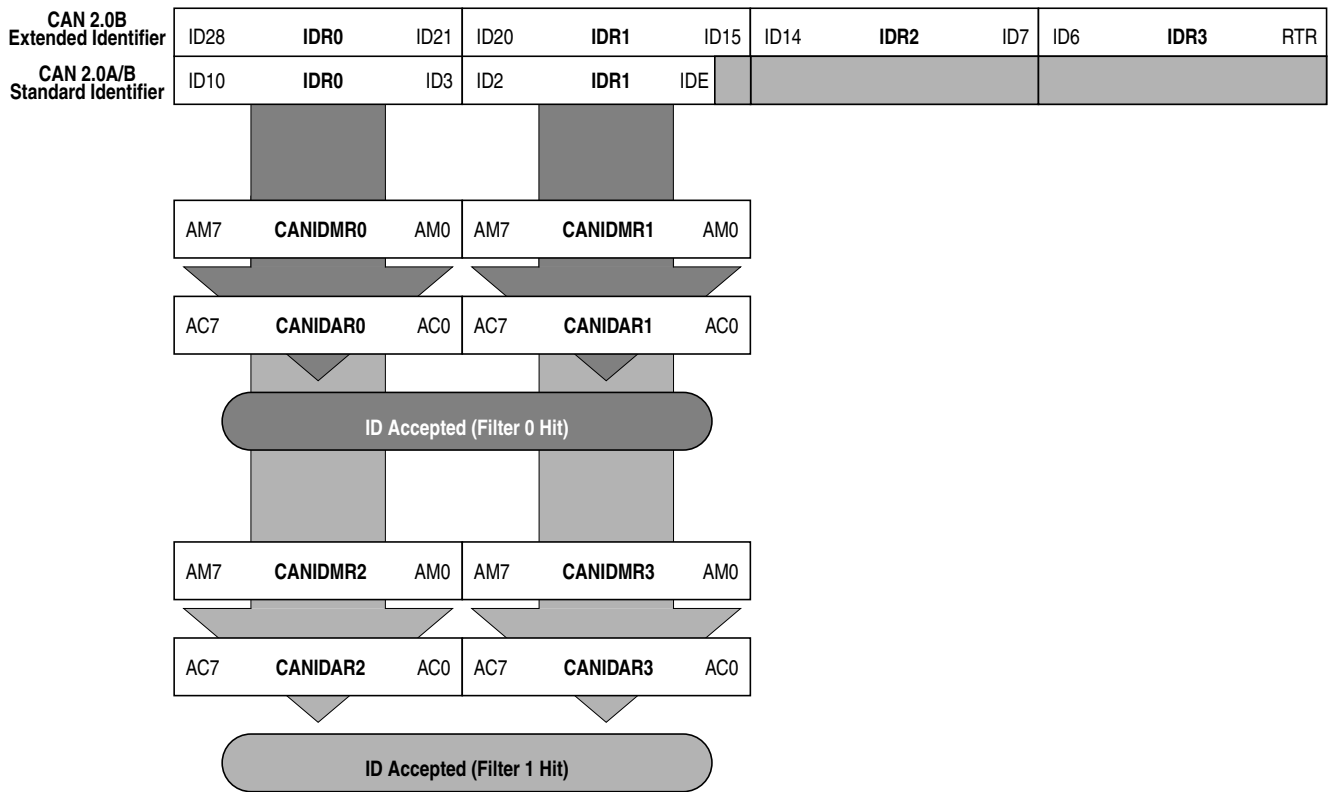 CAN 2.0B
Extended Identifier
ID28 IDR0 ID21 ID20 IDR1 ID15 ID14 IDR2 ID7 ID6 IDR3 RTR
CAN 2.0A/B
Standard Identifier
ID10 IDR0 ID3 ID2 IDR1 IDE
AM7 CANIDMR0 AM0 AM7 CANIDMR1 AM0
AC7 CANIDAR0 AC0 AC7 CANIDAR1 AC0
ID Accepted (Filter 0 Hit)
AM7 CANIDMR2 AM0 AM7 CANIDMR3 AM0
AC7 CANIDAR2 AC0 AC7 CANIDAR3 AC0
ID Accepted (Filter 1 Hit)